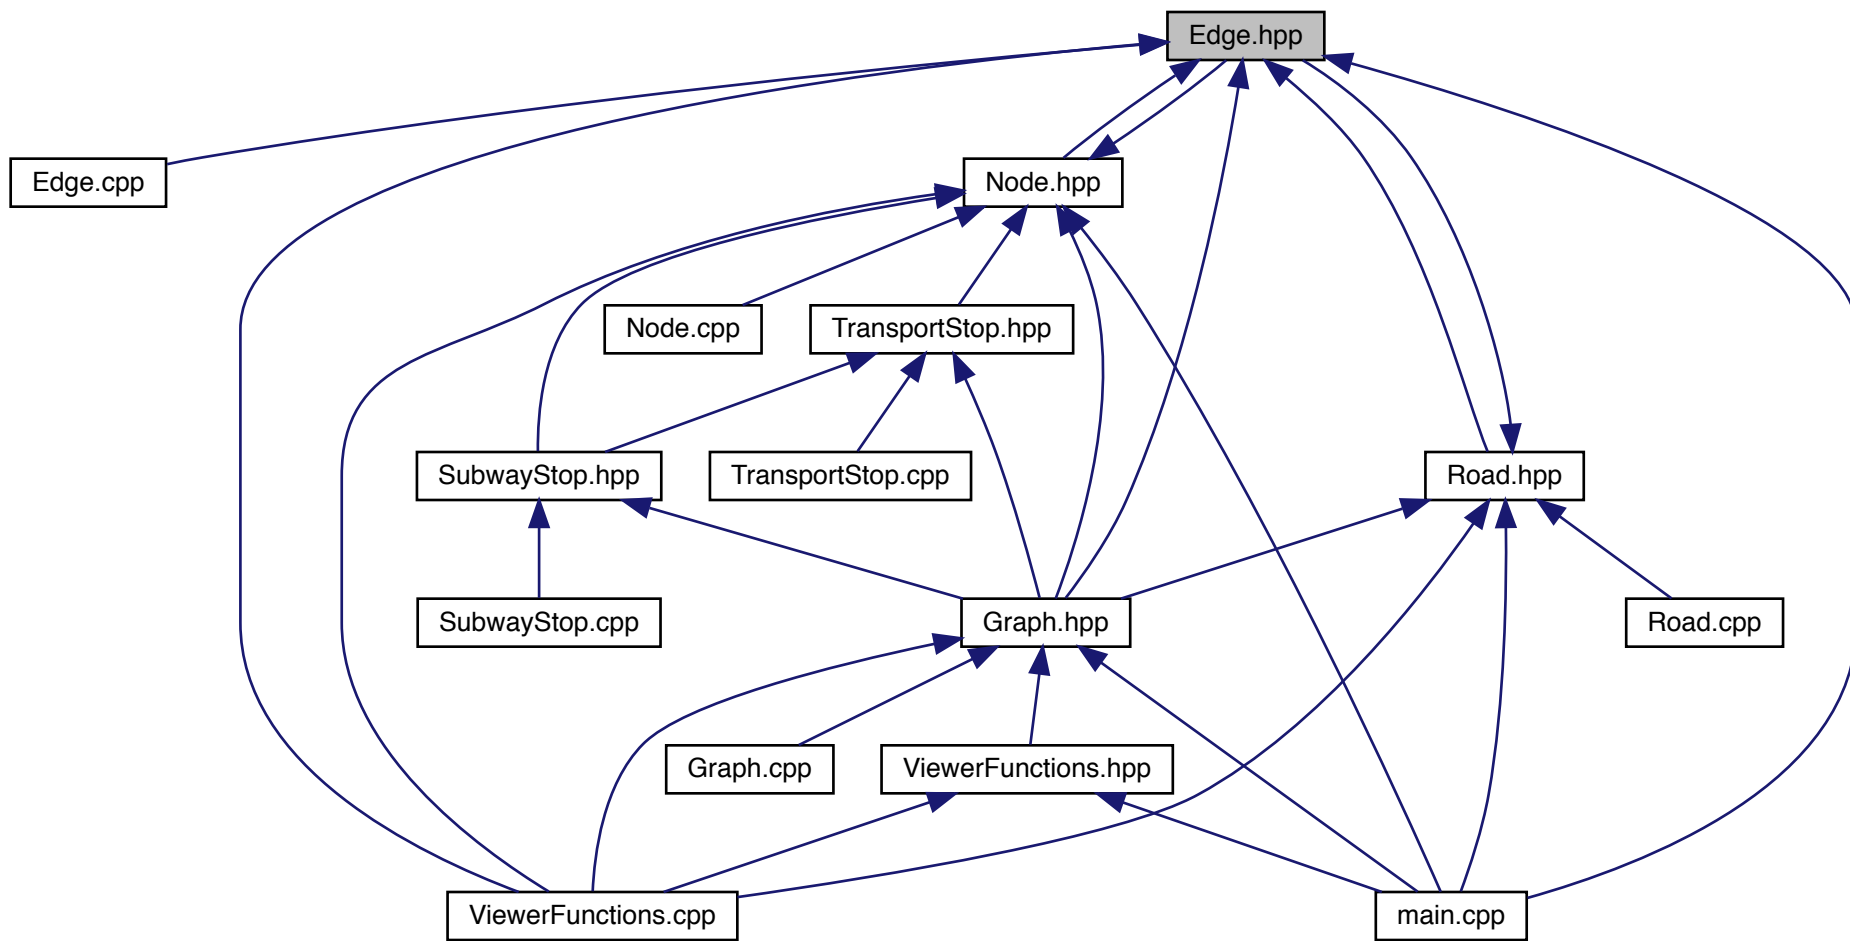 Edge.hpp
Edge.cpp
Node.hpp
Node.cpp
TransportStop.hpp
SubwayStop.hpp
TransportStop.cpp
Road.hpp
SubwayStop.cpp
Graph.hpp
Road.cpp
Graph.cpp
ViewerFunctions.hpp
ViewerFunctions.cpp
main.cpp